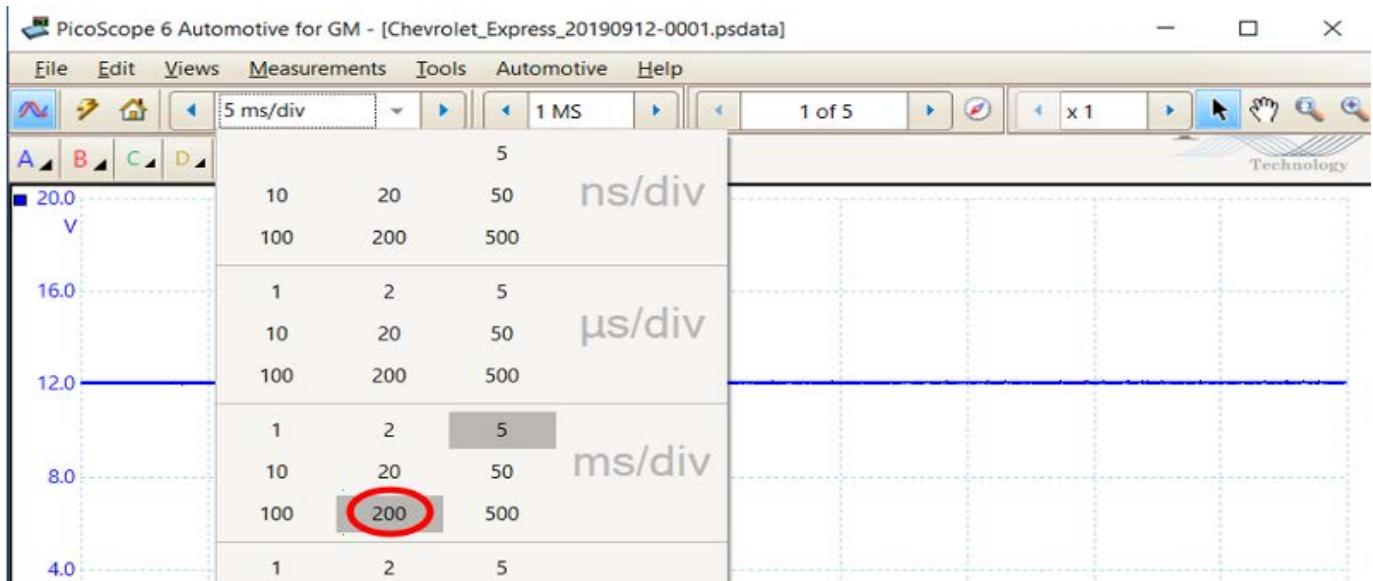 PicoScope 6 Automotive for GM - [Chevrolet_Express_20190912-0001.psdata]
File Edit Views Measurements Tools Automotive Help
5 ms/div 1 MS 1 of 5 x 1
A B C D
Technology
5
10 20 50 ns/div
100 200 500
1 2 5
10 20 50 µs/div
100 200 500
1 2 5
10 20 50 ms/div
100 200 500
1 2 5
20.0
V
16.0
12.0
8.0
4.0